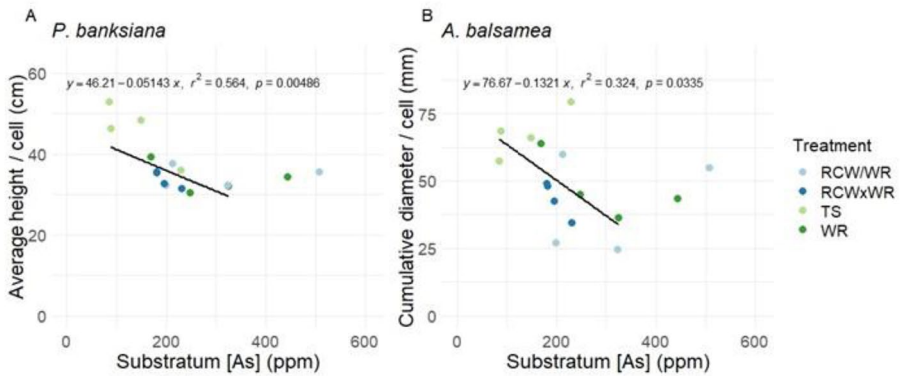 A
P. banksiana
y = 46.21 − 0.05143 x, r² = 0.564, p = 0.00486
Average height / cell (cm)
60
40
20
0
0 200 400 600
Substratum [As] (ppm)
B
A. balsamea
y = 76.67 − 0.1321 x, r² = 0.324, p = 0.0335
Cumulative diameter / cell (mm)
75
50
25
0
0 200 400 600
Substratum [As] (ppm)
Treatment
RCW/WR
RCWxWR
TS
WR